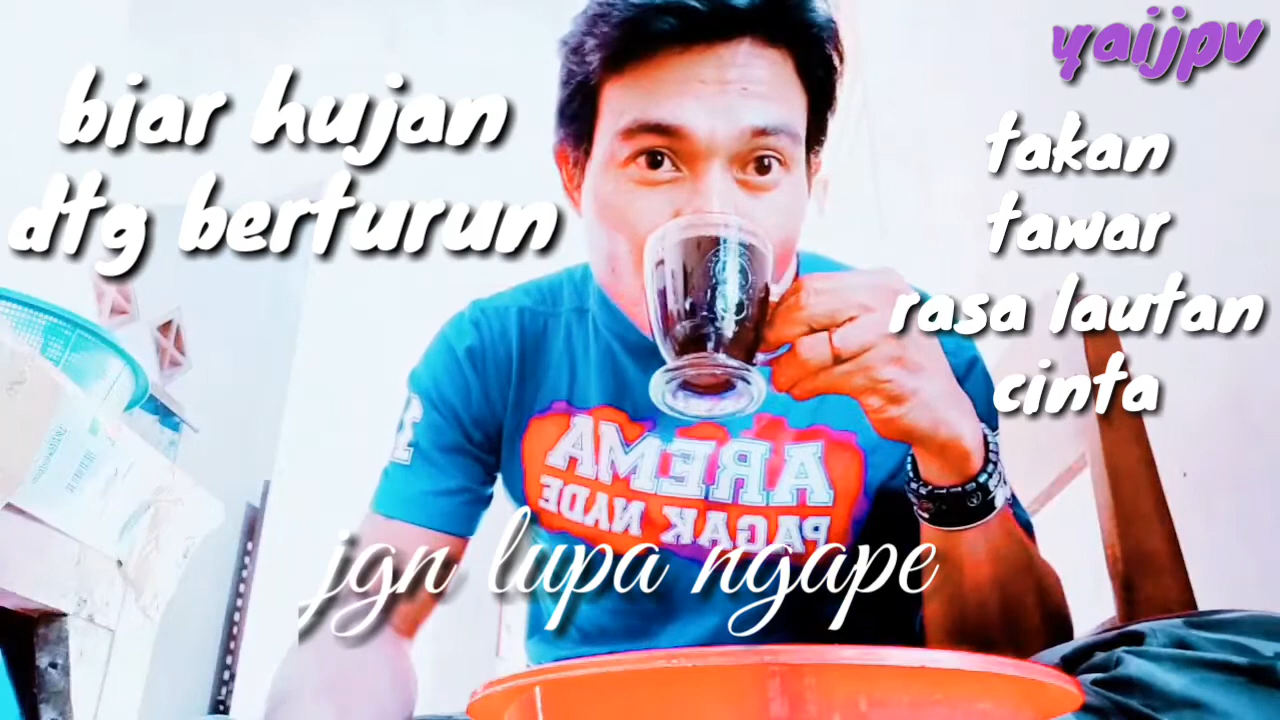 biar hujan
dtg berturun
yaijpv
takan
tawar
rasa lautan
cinta
AREMA
PAGAK NADE
jgn lupa ngape